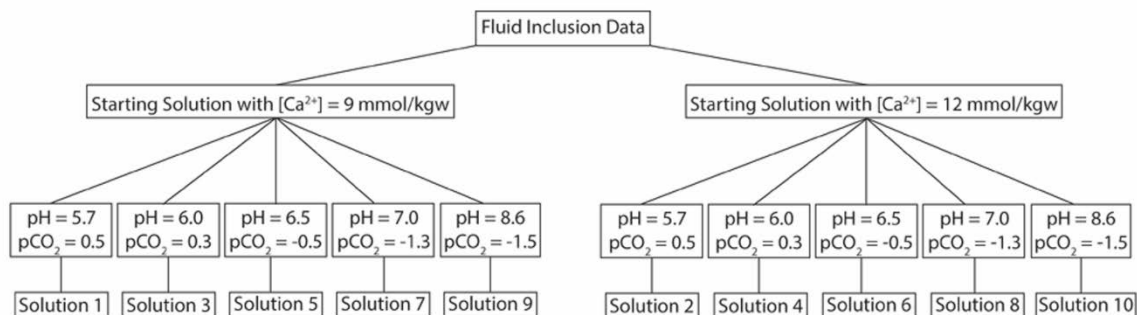 Fluid Inclusion Data
Starting Solution with [Ca²⁺] = 9 mmol/kgw
Starting Solution with [Ca²⁺] = 12 mmol/kgw
pH = 5.7
pCO₂ = 0.5
pH = 6.0
pCO₂ = 0.3
pH = 6.5
pCO₂ = -0.5
pH = 7.0
pCO₂ = -1.3
pH = 8.6
pCO₂ = -1.5
pH = 5.7
pCO₂ = 0.5
pH = 6.0
pCO₂ = 0.3
pH = 6.5
pCO₂ = -0.5
pH = 7.0
pCO₂ = -1.3
pH = 8.6
pCO₂ = -1.5
Solution 1
Solution 3
Solution 5
Solution 7
Solution 9
Solution 2
Solution 4
Solution 6
Solution 8
Solution 10